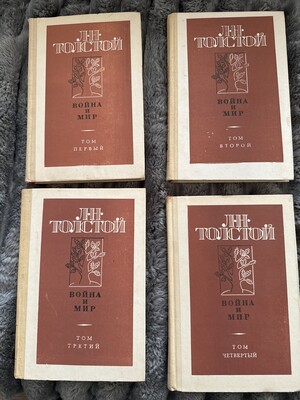 Л·Н·
ТОЛСТОЙ
ВОЙНА
И
МИР
ТОМ
ПЕРВЫЙ
Л·Н·
ТОЛСТОЙ
ВОЙНА
И
МИР
ТОМ
ВТОРОЙ
Л·Н·
ТОЛСТОЙ
ВОЙНА
И
МИР
ТОМ
ТРЕТИЙ
Л·Н·
ТОЛСТОЙ
ВОЙНА
И
МИР
ТОМ
ЧЕТВЕРТЫЙ